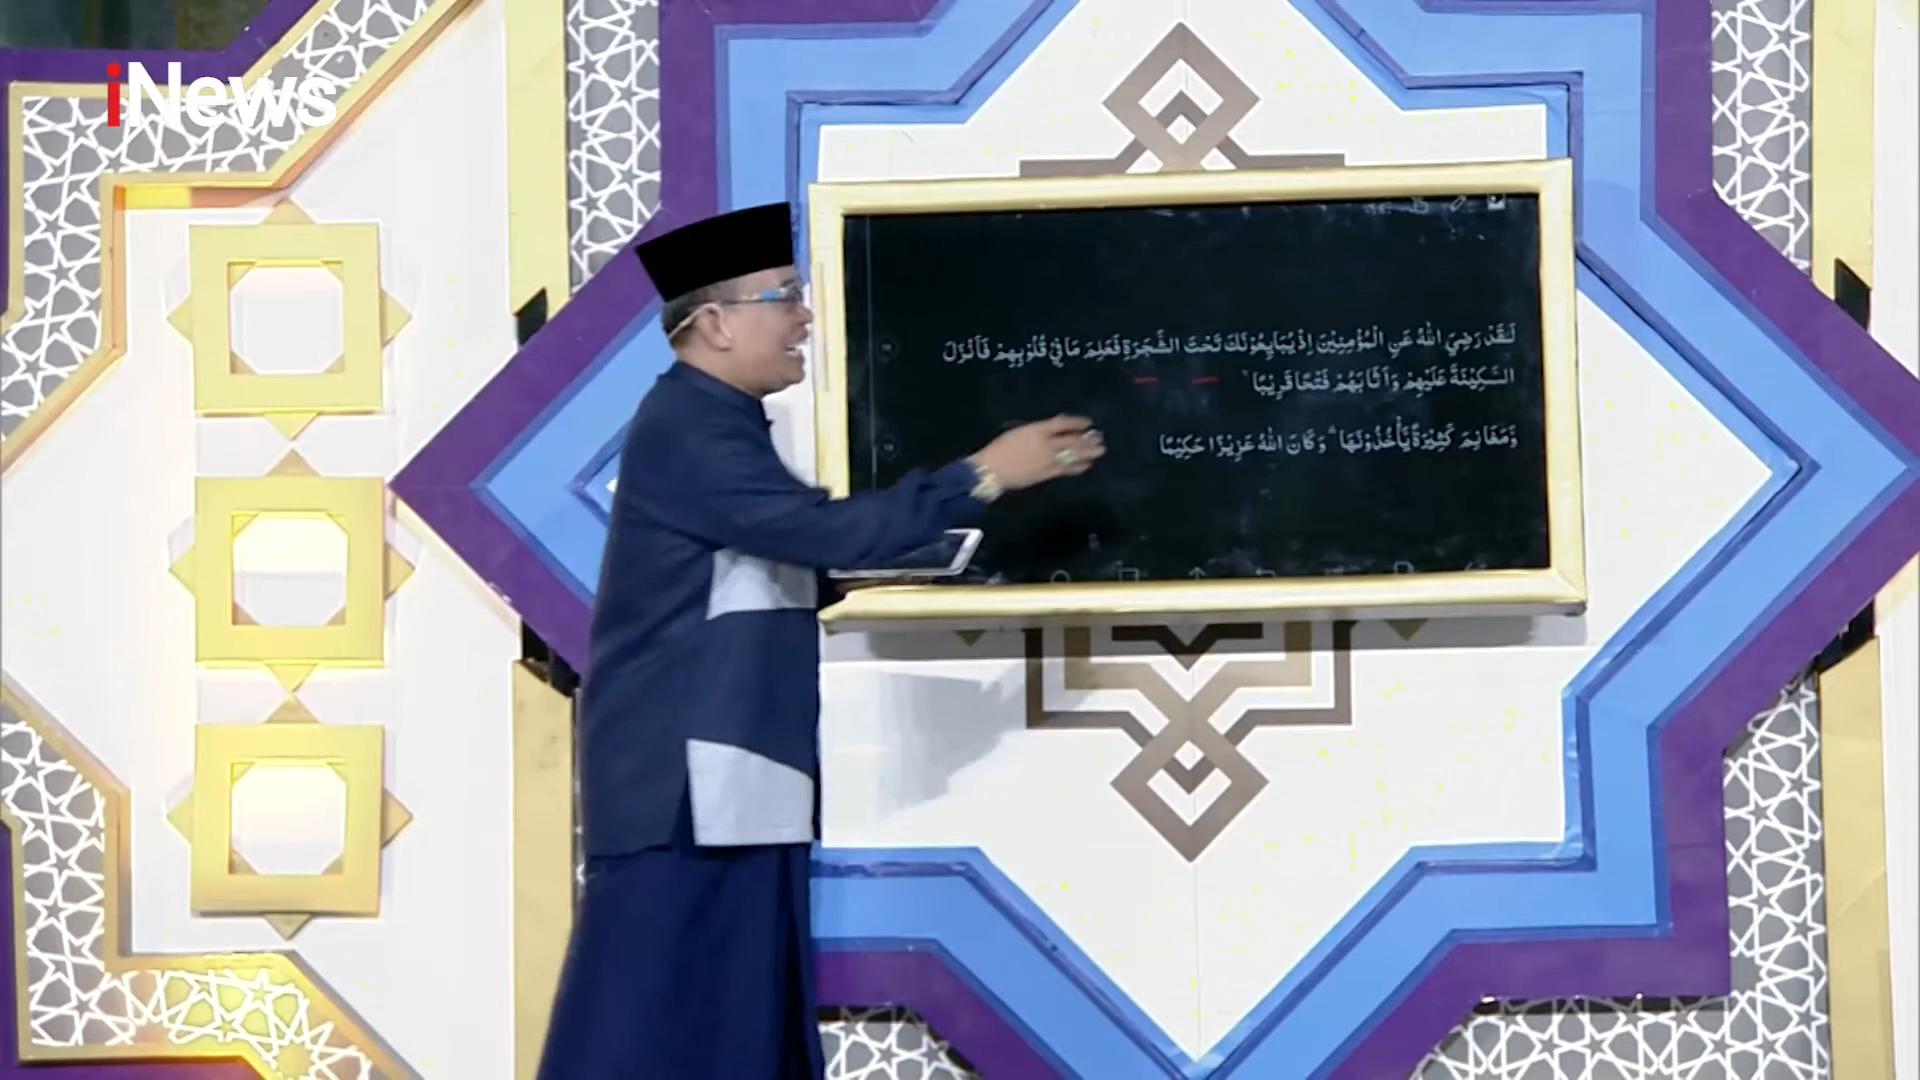 iNews
لَقَدْ رَضِيَ اللّٰهُ عَنِ الْمُؤْمِنِيْنَ اِذْ يُبَايِعُوْنَكَ تَحْتَ الشَّجَرَةِ فَعَلِمَ مَا فِيْ قُلُوْبِهِمْ فَاَنْزَلَ
السَّكِيْنَةَ عَلَيْهِمْ وَاَثَابَهُمْ فَتْحًا قَرِيْبًا ۙ
وَّمَغَانِمَ كَثِيْرَةً يَّأْخُذُوْنَهَا ۗ وَكَانَ اللّٰهُ عَزِيْزًا حَكِيْمًا